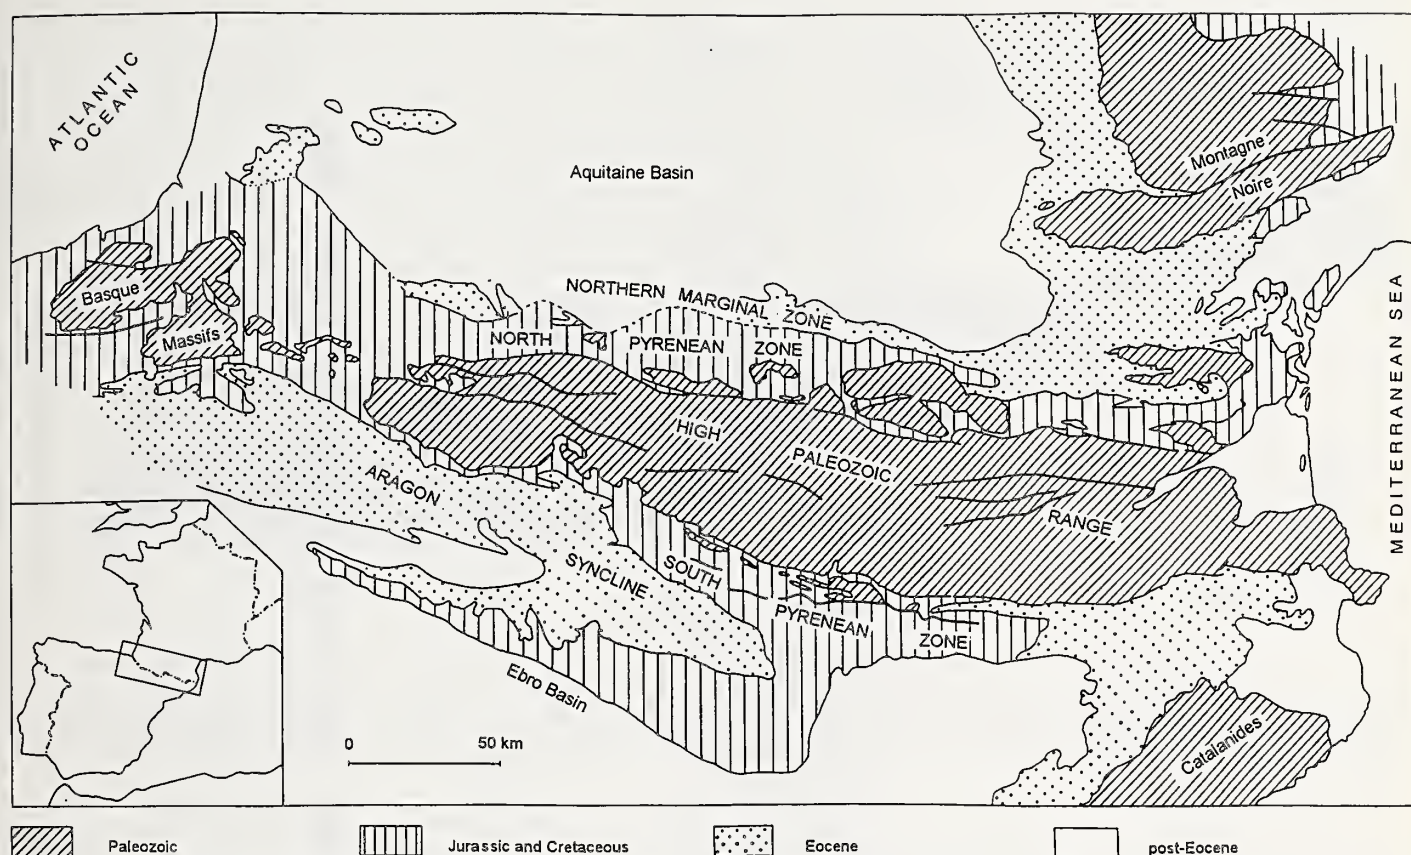 ATLANTIC
OCEAN
Aquitaine Basin
Montagne
Noire
Basque
Massifs
NORTHERN MARGINAL ZONE
NORTH PYRENEAN ZONE
HIGH PALEOZOIC RANGE
MEDITERRANEAN SEA
ARAGON SYNCLINE
SOUTH PYRENEAN ZONE
Ebro Basin
Catalanides
0 50 km
Paleozoic
Jurassic and Cretaceous
Eocene
post-Eocene